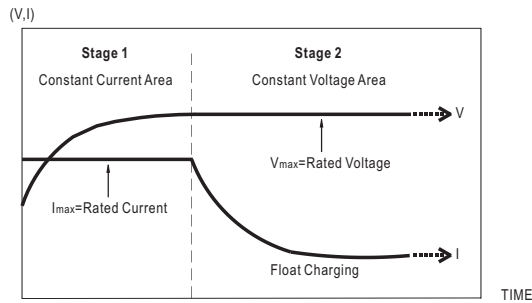 (V,I)
Stage 1
Stage 2
Constant Current Area
Constant Voltage Area
V
Vmax=Rated Voltage
Imax=Rated Current
I
Float Charging
TIME